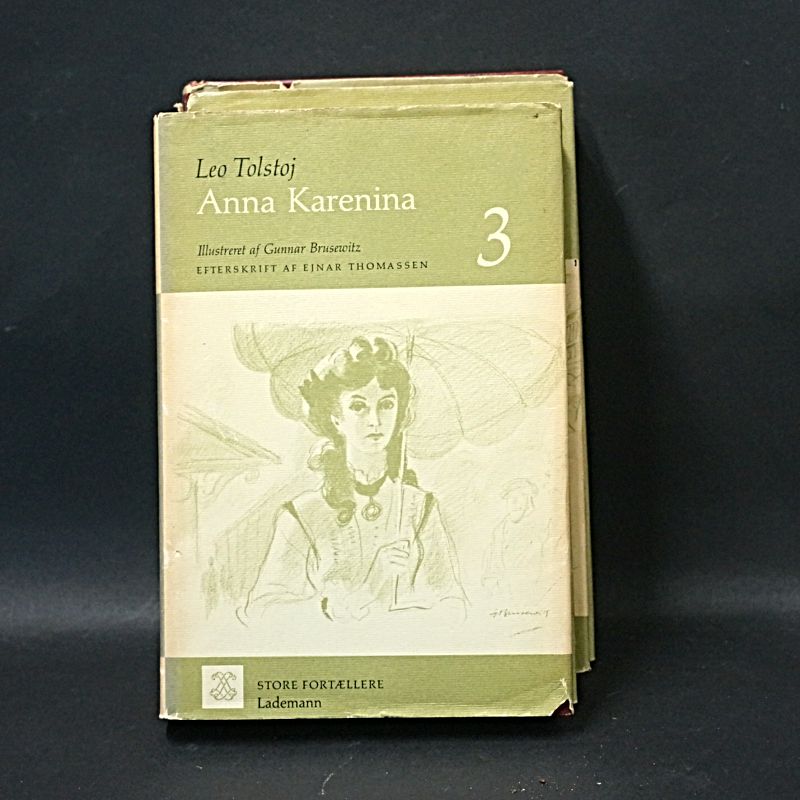 Leo Tolstoj
Anna Karenina
3
Illustreret af Gunnar Brusewitz
EFTERSKRIFT AF EJNAR THOMASSEN
STORE FORTÆLLERE
Lademann